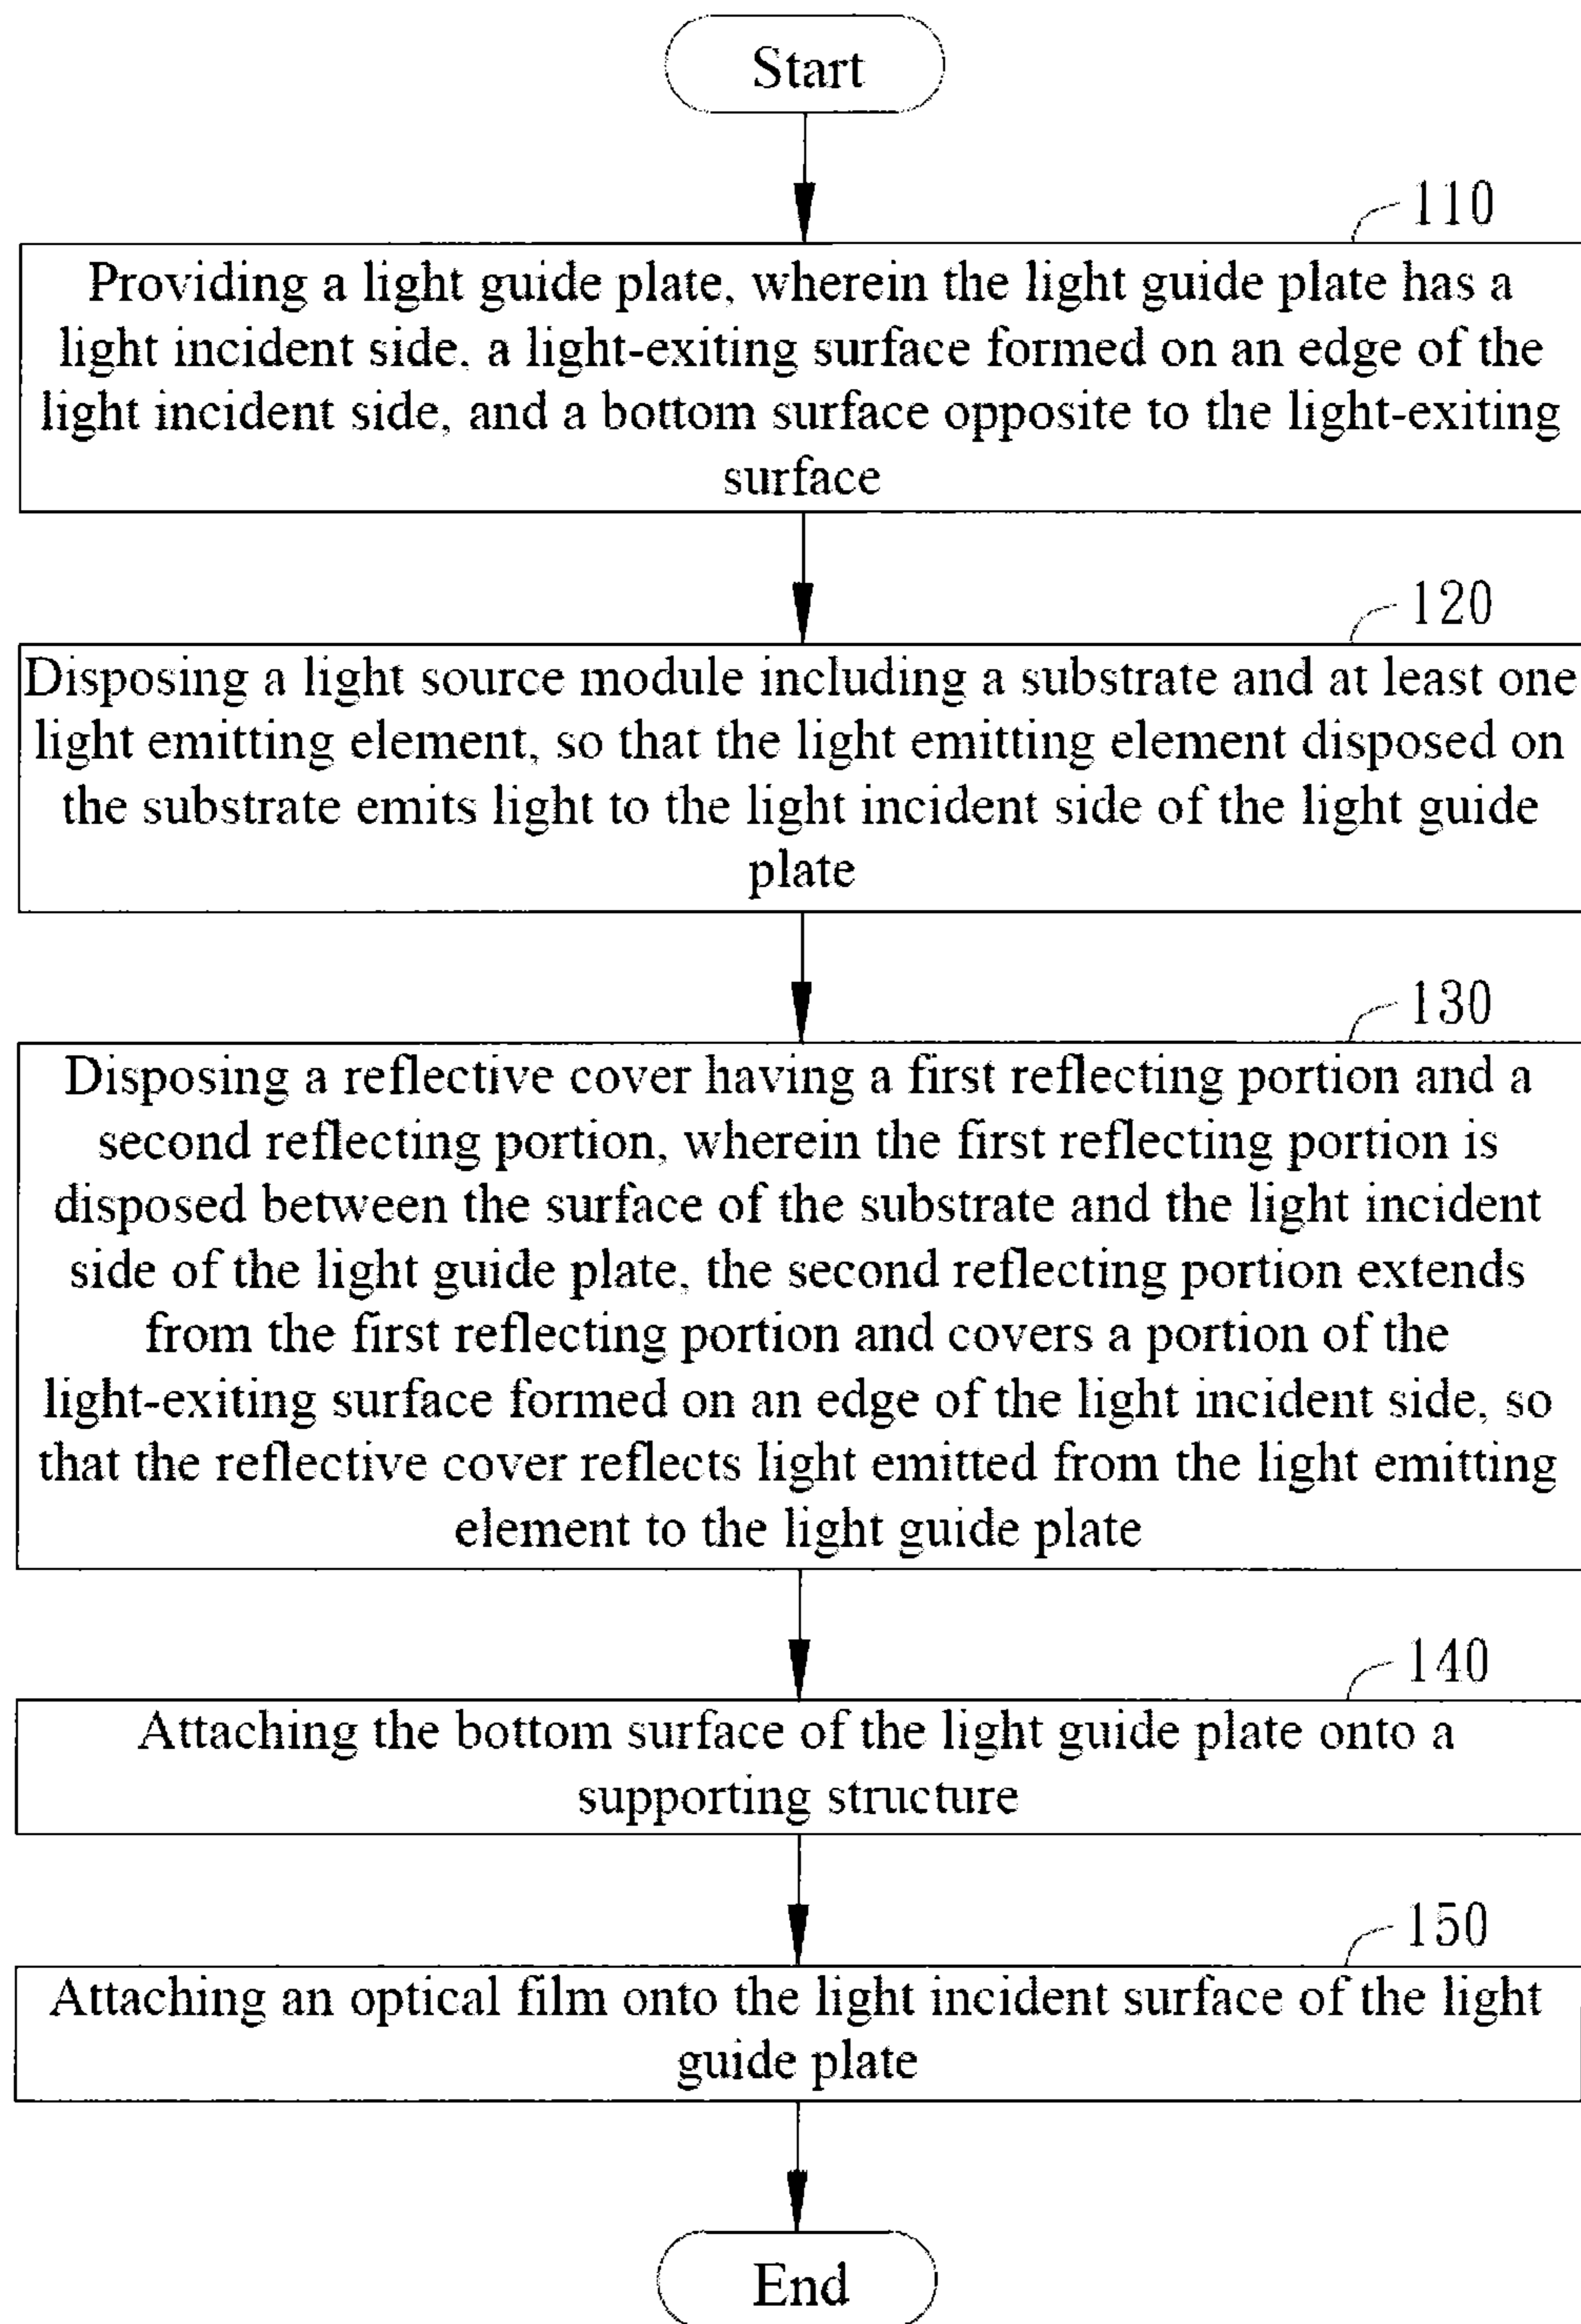 Start
110
Providing a light guide plate, wherein the light guide plate has a
light incident side, a light-exiting surface formed on an edge of the
light incident side, and a bottom surface opposite to the light-exiting
surface
120
Disposing a light source module including a substrate and at least one
light emitting element, so that the light emitting element disposed on
the substrate emits light to the light incident side of the light guide
plate
130
Disposing a reflective cover having a first reflecting portion and a
second reflecting portion, wherein the first reflecting portion is
disposed between the surface of the substrate and the light incident
side of the light guide plate, the second reflecting portion extends
from the first reflecting portion and covers a portion of the
light-exiting surface formed on an edge of the light incident side, so
that the reflective cover reflects light emitted from the light emitting
element to the light guide plate
140
Attaching the bottom surface of the light guide plate onto a
supporting structure
150
Attaching an optical film onto the light incident surface of the light
guide plate
End